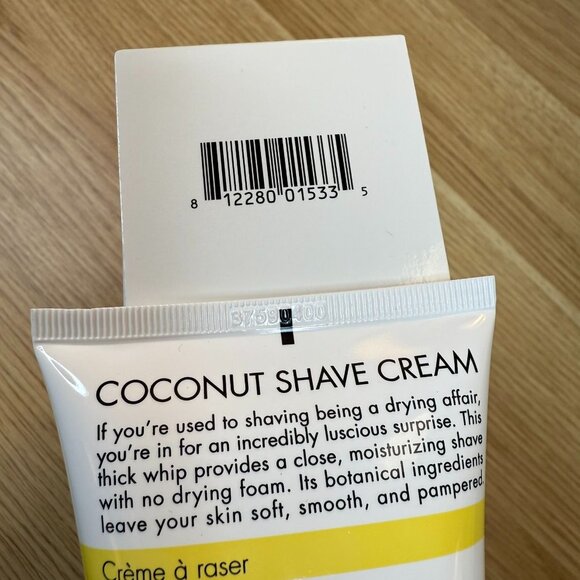 8 12280 01533 5
COCONUT SHAVE CREAM
If you're used to shaving being a drying affair,
you're in for an incredibly luscious surprise. This
thick whip provides a close, moisturizing shave
with no drying foam. Its botanical ingredients
leave your skin soft, smooth, and pampered.
Crème à raser